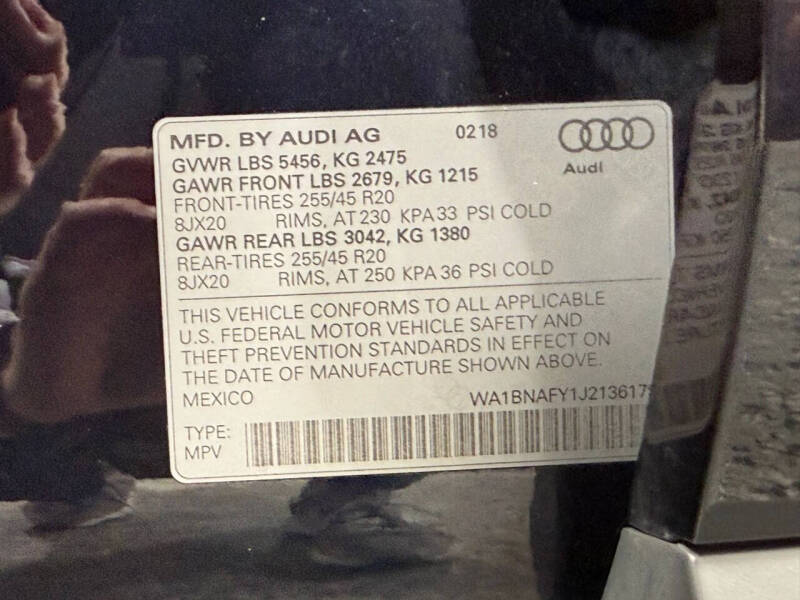 MFD. BY AUDI AG 0218
GVWR LBS 5456, KG 2475
GAWR FRONT LBS 2679, KG 1215
FRONT-TIRES 255/45 R20
8JX20 RIMS, AT 230 KPA 33 PSI COLD
GAWR REAR LBS 3042, KG 1380
REAR-TIRES 255/45 R20
8JX20 RIMS, AT 250 KPA 36 PSI COLD
Audi
THIS VEHICLE CONFORMS TO ALL APPLICABLE
U.S. FEDERAL MOTOR VEHICLE SAFETY AND
THEFT PREVENTION STANDARDS IN EFFECT ON
THE DATE OF MANUFACTURE SHOWN ABOVE.
MEXICO WA1BNAFY1J213617
TYPE:
MPV